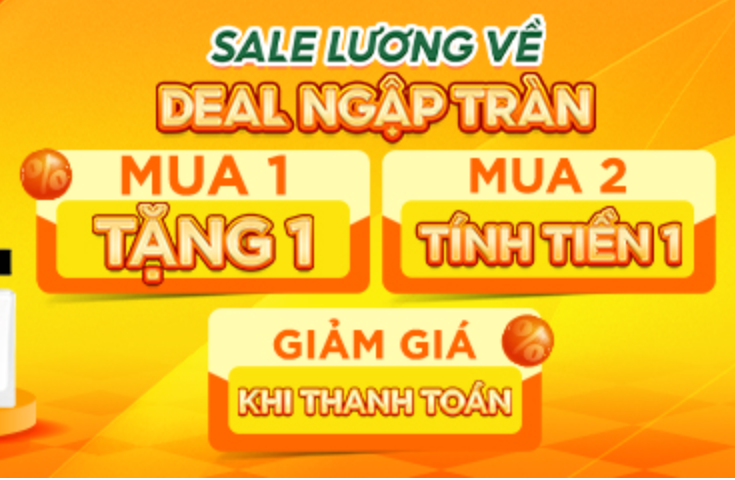 SALE LƯƠNG VỀ
DEAL NGẬP TRÀN
%
MUA 1
TẶNG 1
MUA 2
TÍNH TIỀN 1
GIẢM GIÁ
%
KHI THANH TOÁN